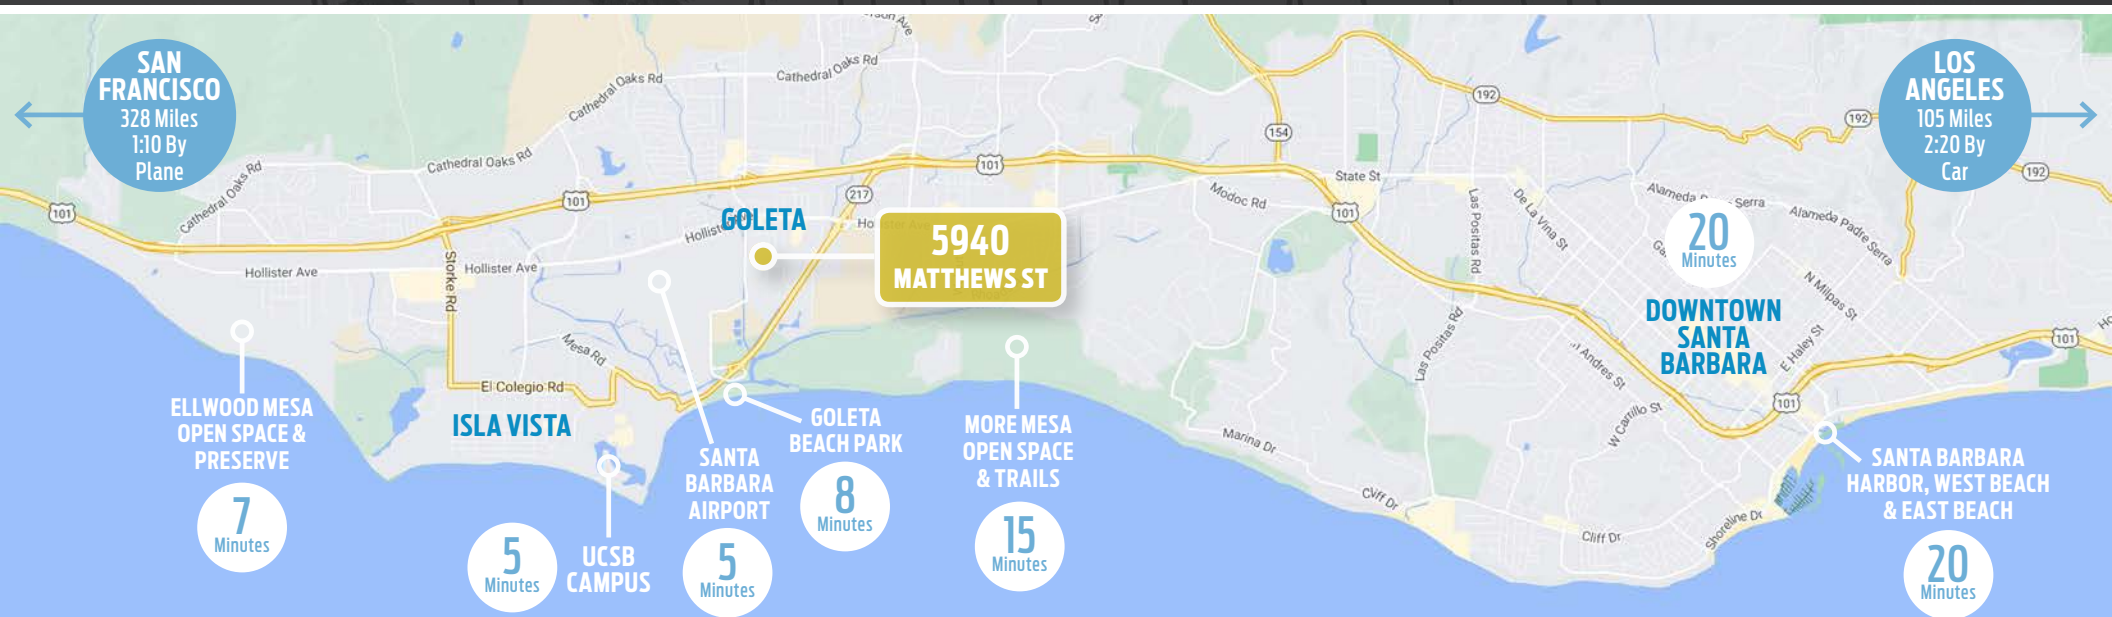 SAN
FRANCISCO
328 Miles
1:10 By
Plane
LOS
ANGELES
105 Miles
2:20 By
Car
Cathedral Oaks Rd
Cathedral Oaks Rd
Cathedral Oaks Rd
Cathedral Oaks Rd
192
192
192
154
101
101
101
101
101
101
217
State St
Modoc Rd
Las Positas Rd
De La Vina St
Alameda
Serra
Alameda Padre Serra
GOLETA
5940
MATTHEWS ST
Hollister Ave
Hollister Ave
Storke Rd
20
Minutes
DOWNTOWN
SANTA
BARBARA
N Milpas St
E Haley St
Las Positas Rd
Andres St
W Carrillo St
Mesa Rd
El Colegio Rd
ISLA VISTA
ELLWOOD MESA
OPEN SPACE &
PRESERVE
7
Minutes
5
Minutes
UCSB
CAMPUS
SANTA
BARBARA
AIRPORT
5
Minutes
GOLETA
BEACH PARK
8
Minutes
MORE MESA
OPEN SPACE
& TRAILS
15
Minutes
Marina Dr
Cliff Dr
Cliff Dr
Shoreline Dr
SANTA BARBARA
HARBOR, WEST BEACH
& EAST BEACH
20
Minutes